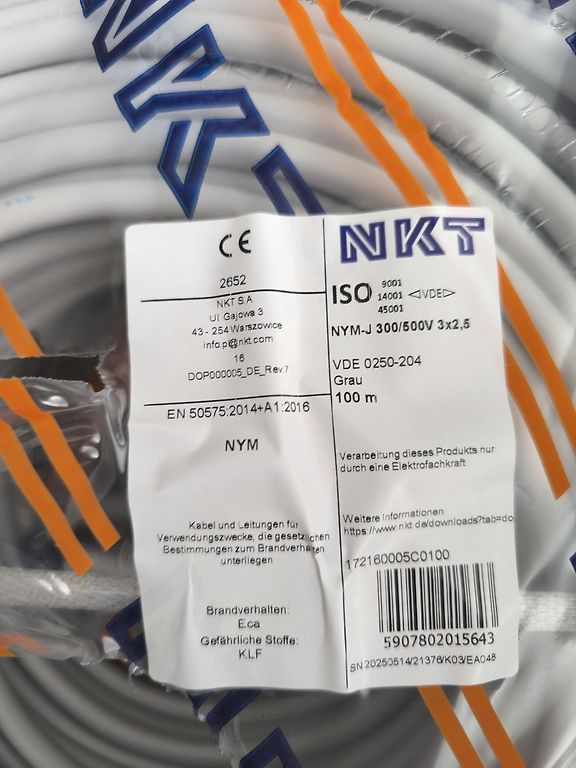 NKT
CE
2652
NKT S.A.
Ul. Gajowa 3
43 - 254 Warszowice
info.pl@nkt.com
16
DOP000005_DE_Rev.7
EN 50575:2014+A1:2016
NYM
Kabel und Leitungen für
Verwendungszwecke, die gesetzlichen
Bestimmungen zum Brandverhalten
unterliegen
Brandverhalten:
Eca
Gefährliche Stoffe:
KLF
NKT
ISO 9001 14001 45001 VDE
NYM-J 300/500V 3x2,5
VDE 0250-204
Grau
100 m
Verarbeitung dieses Produkts nur
durch eine Elektrofachkraft
Weitere Informationen:
https://www.nkt.de/downloads?tab=do
172160005C0100
5907802015643
SN 20250514/21376/K03/EA048